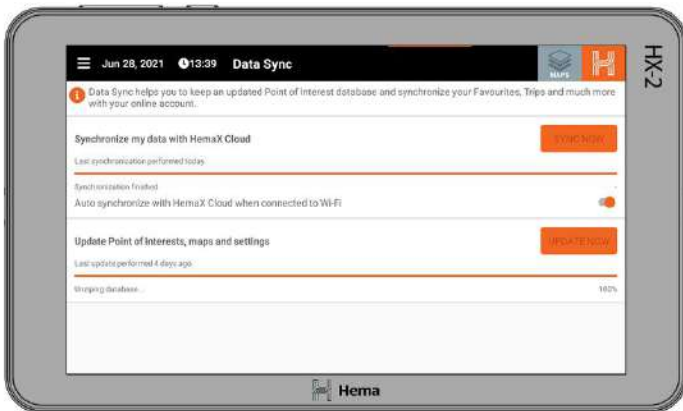 Jun 28, 2021 13:39 Data Sync
MAPS
HX-2
Data Sync helps you to keep an updated Point of Interest database and synchronize your Favourites, Trips and much more
with your online account.
Synchronize my data with HemaX Cloud
SYNC NOW
Last synchronization performed today.
Synchronization finished
Auto synchronize with HemaX Cloud when connected to Wi-Fi
Update Point of Interests, maps and settings
UPDATE NOW
Last update performed 4 days ago.
Unziping database...
100%
Hema